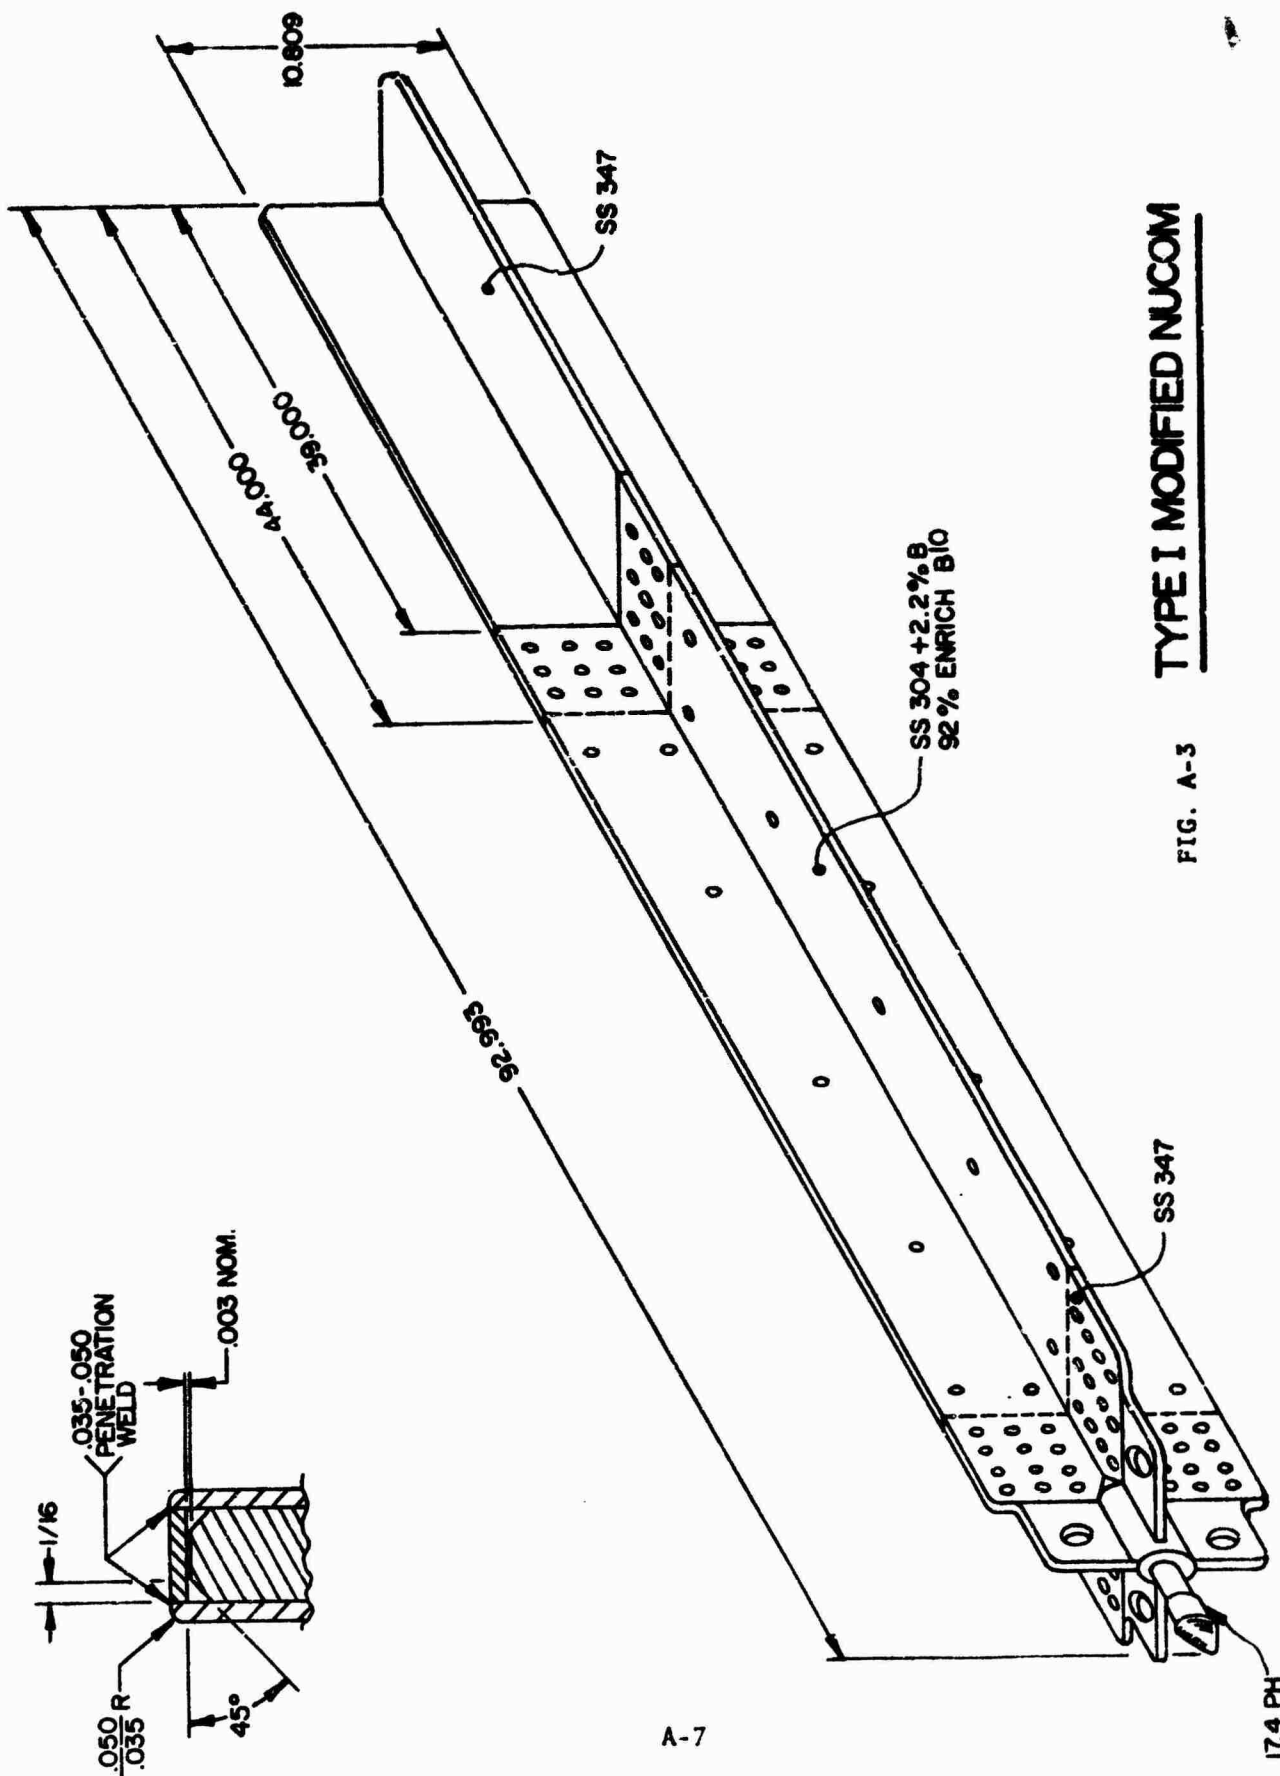 .050
.035 R
1/16
.035-.050
PENETRATION
WELD
.003 NOM.
45°
92.993
44.000
39.000
10.809
SS 347
SS 304 +2.2% B
92% ENRICH B10
SS 347
17.4 PH
FIG. A-3
TYPE I MODIFIED NUCOM
A-7